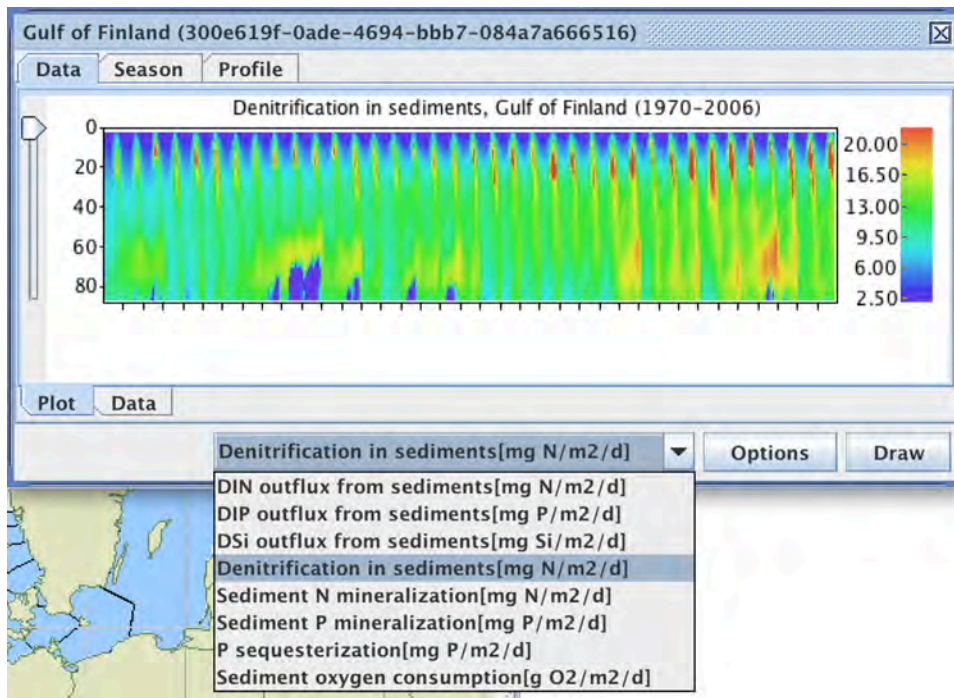 Gulf of Finland (300e619f-0ade-4694-bbb7-084a7a666516)
Data Season Profile
Denitrification in sediments, Gulf of Finland (1970-2006)
0
20
40
60
80
20.00
16.50
13.00
9.50
6.00
2.50
Plot Data
Denitrification in sediments[mg N/m2/d] Options Draw
DIN outflux from sediments[mg N/m2/d]
DIP outflux from sediments[mg P/m2/d]
DSi outflux from sediments[mg Si/m2/d]
Denitrification in sediments[mg N/m2/d]
Sediment N mineralization[mg N/m2/d]
Sediment P mineralization[mg P/m2/d]
P sequesterization[mg P/m2/d]
Sediment oxygen consumption[g O2/m2/d]